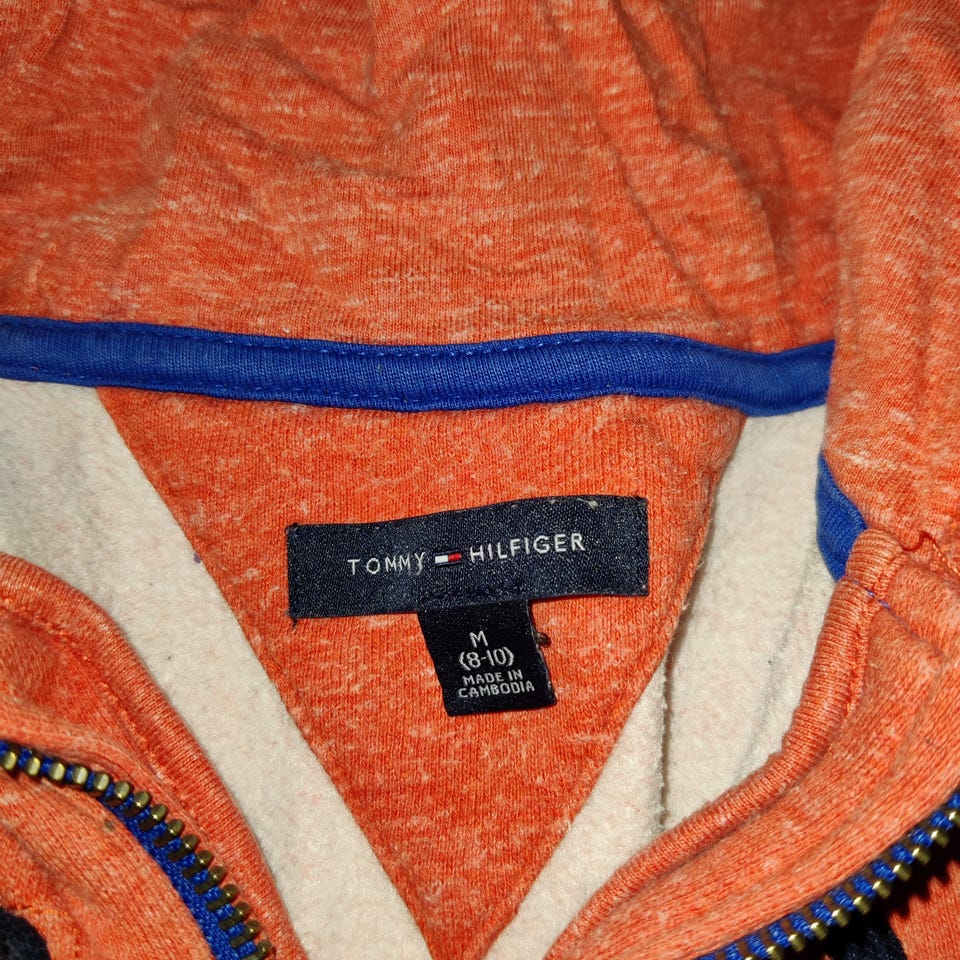 TOMMY HILFIGER
M
(8-10)
MADE IN
CAMBODIA